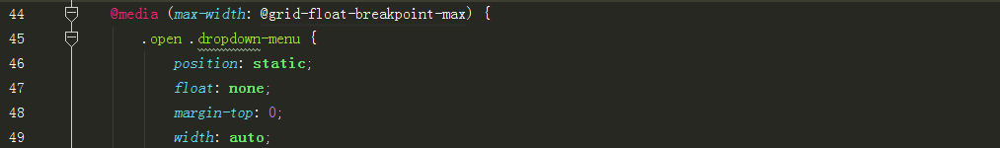 44 @media (max-width: @grid-float-breakpoint-max) {
45 .open .dropdown-menu {
46 position: static;
47 float: none;
48 margin-top: 0;
49 width: auto;